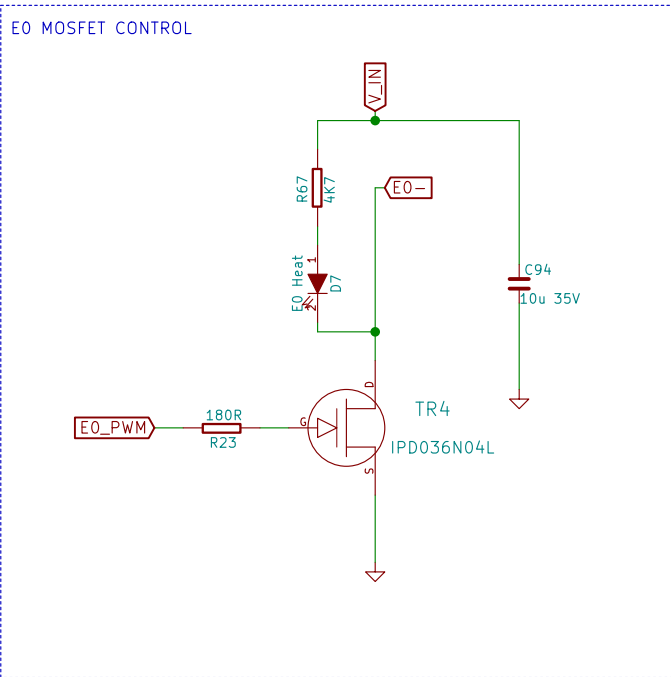 E0 MOSFET CONTROL
V_IN
R67
4K7
E0-
1
E0 Heat
D7
2
C94
10u 35V
D
180R
TR4
E0_PWM
G
R23
IPD036N04L
S